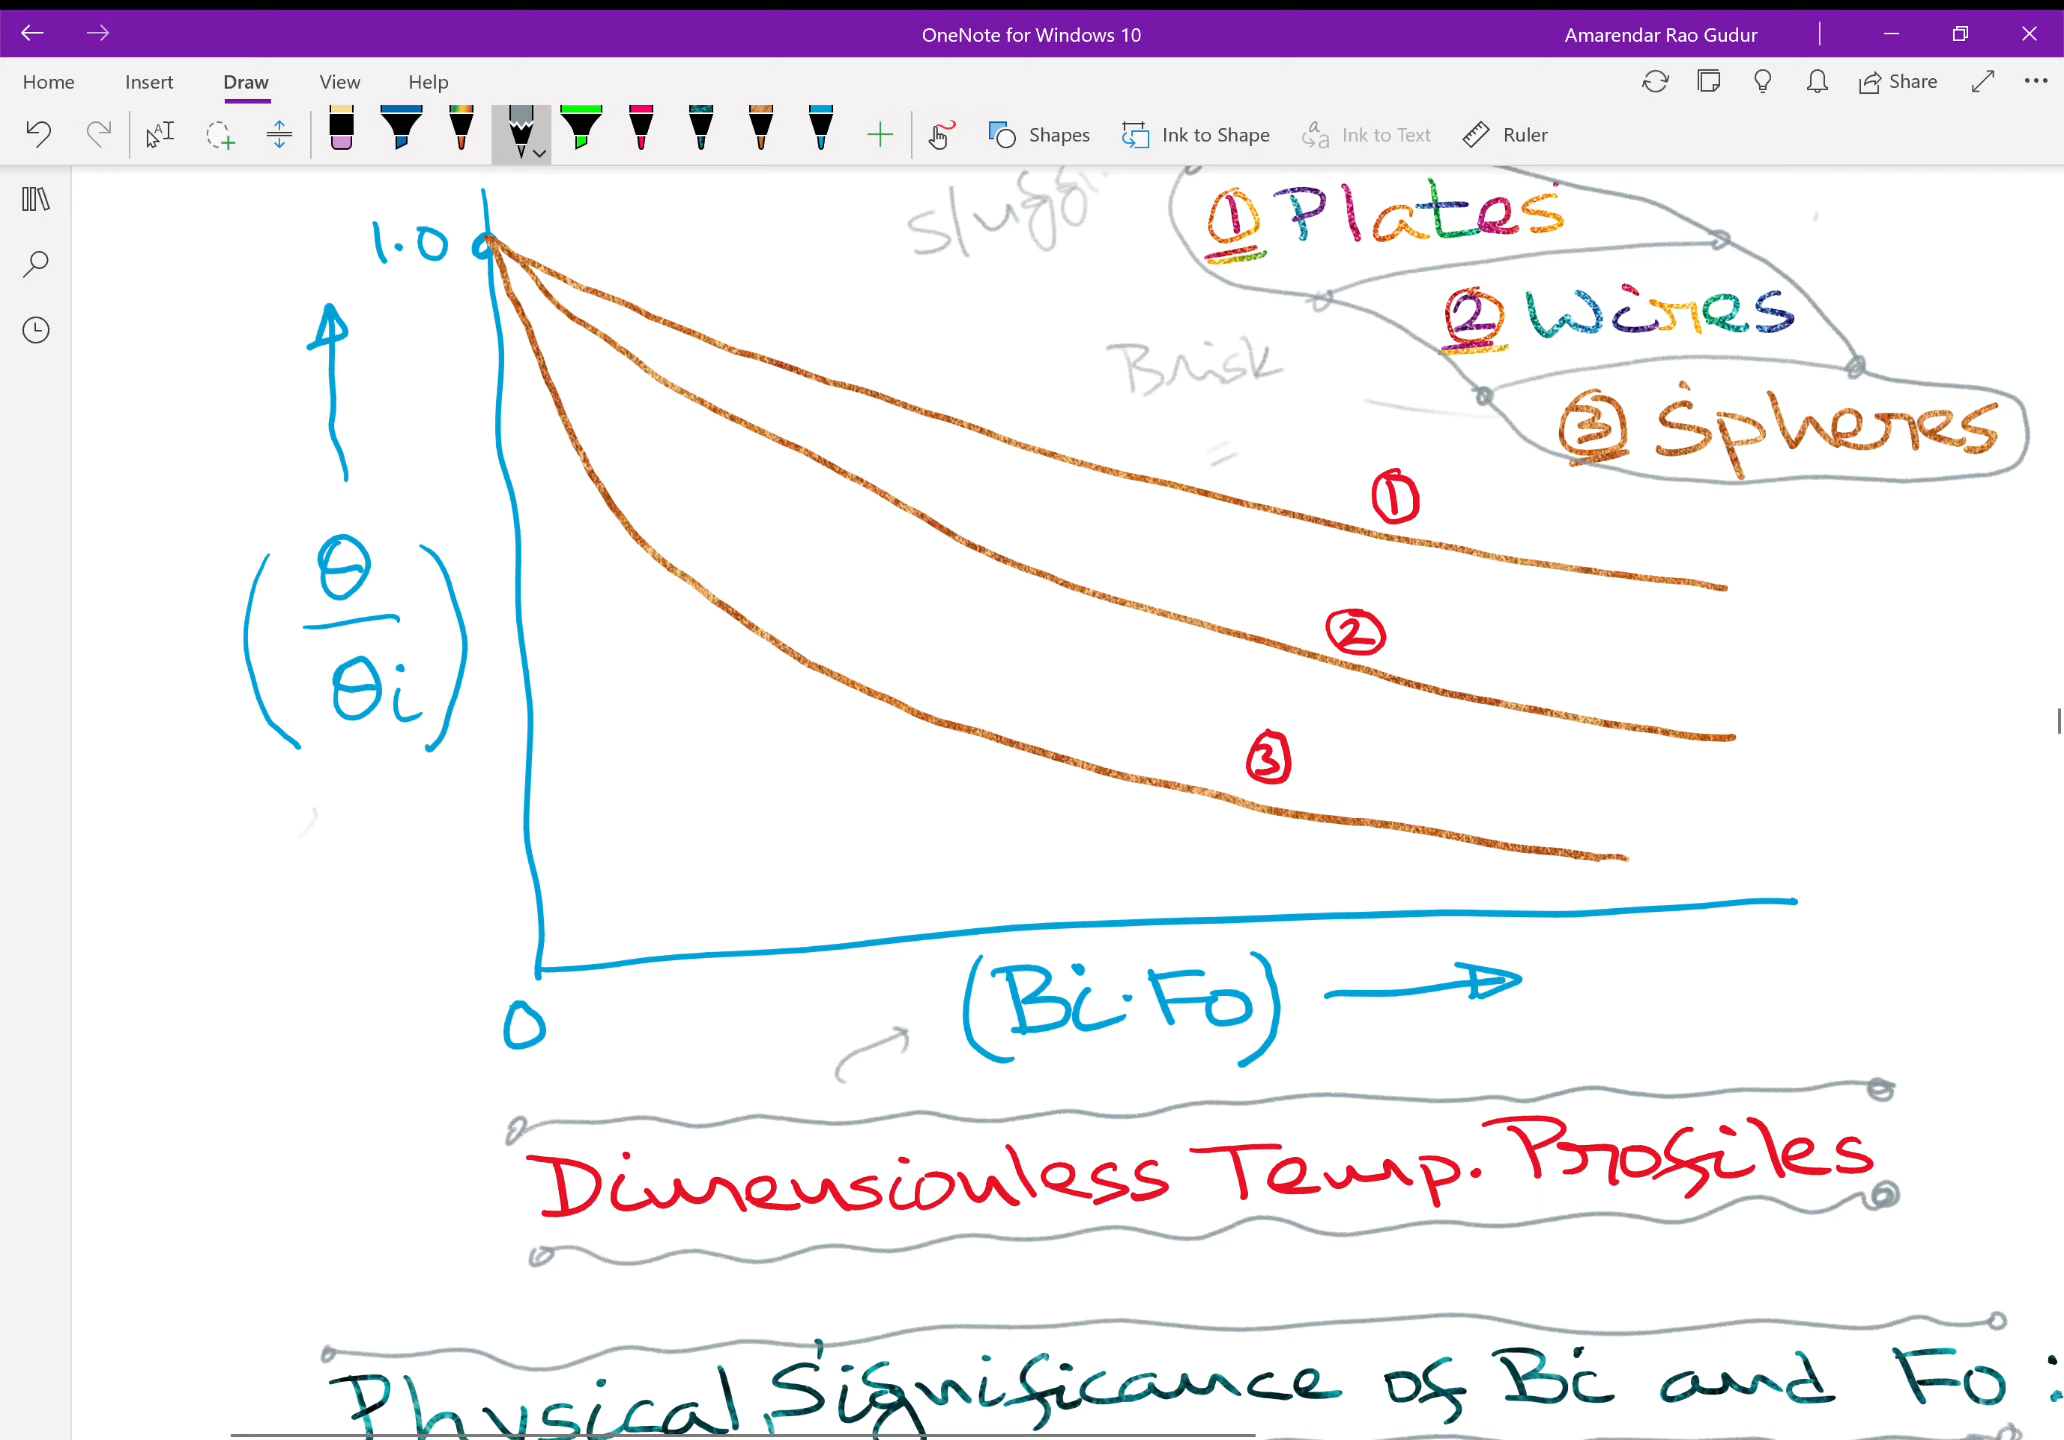 OneNote for Windows 10
Amarendar Rao Gudur
Home Insert Draw View Help
Share
Shapes Ink to Shape Ink to Text Ruler
1.0
① Plates
② Wires
Brisk
③ Spheres
①
θ
θi
②
③
0
(Bi·Fo)
Dimensionless Temp. Profiles
Physical Significance of Bi and Fo: